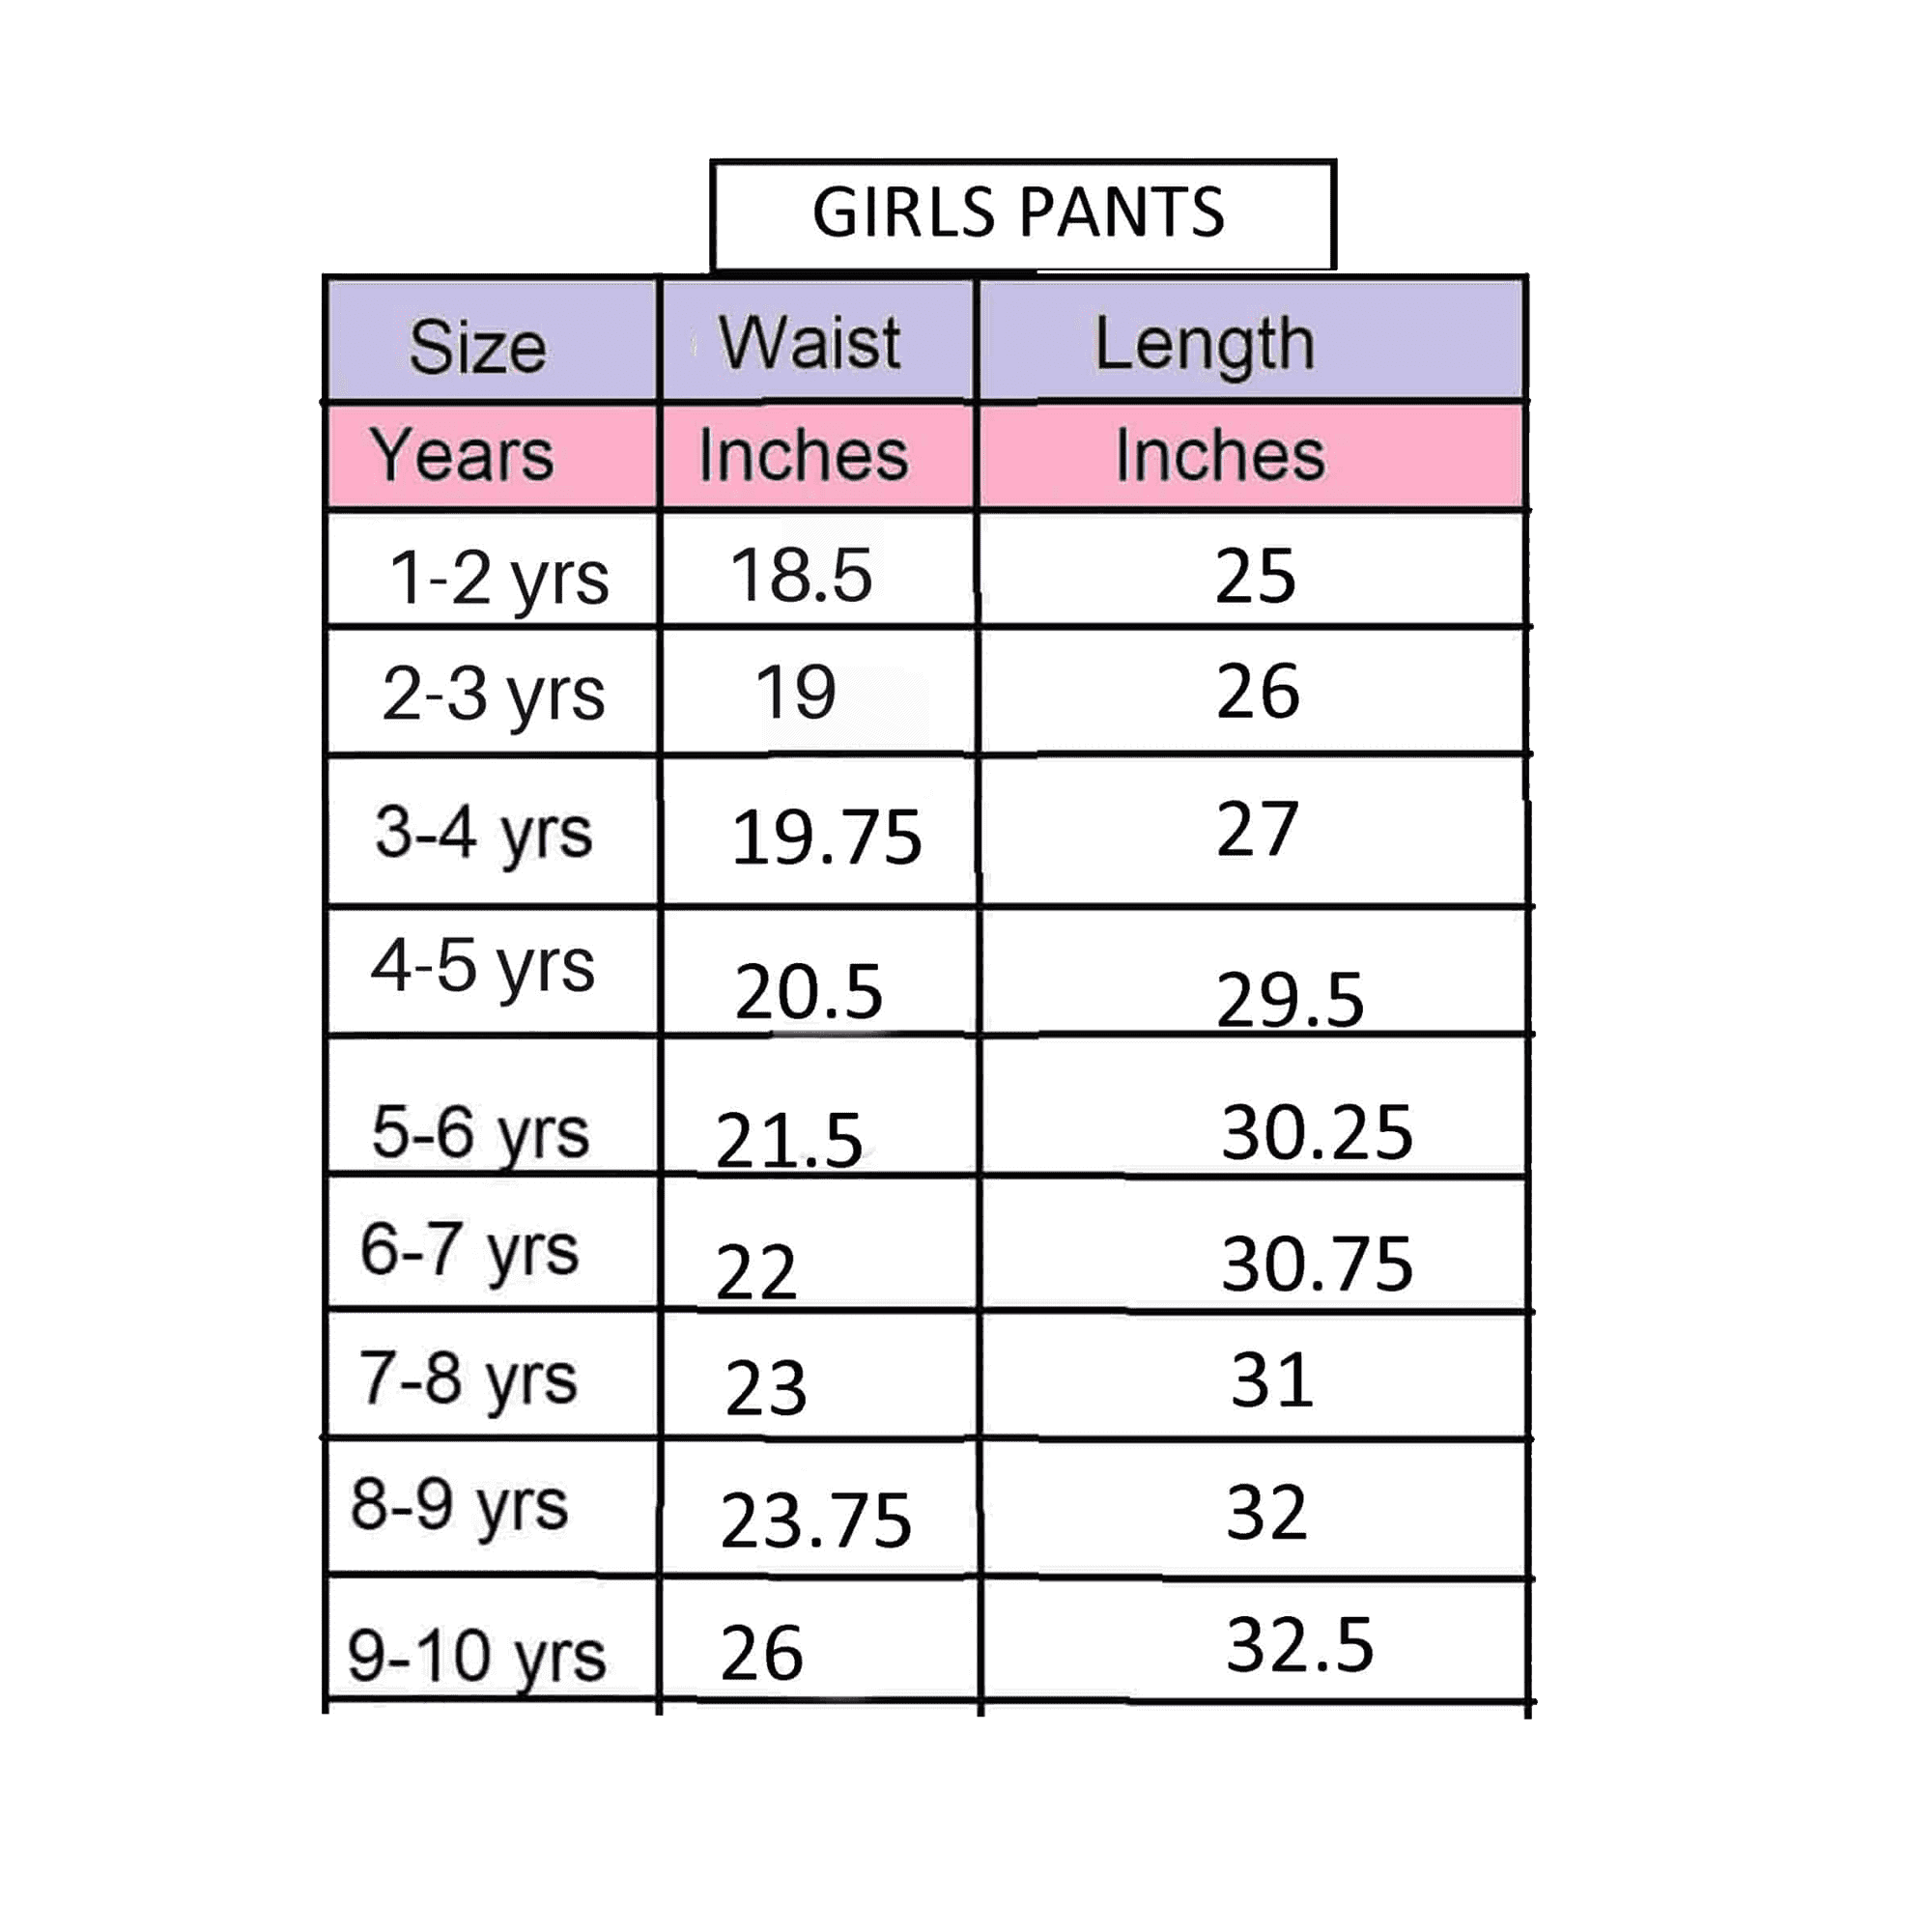 GIRLS PANTS
Size Waist Length
Years Inches Inches
1-2 yrs 18.5 25
2-3 yrs 19 26
3-4 yrs 19.75 27
4-5 yrs 20.5 29.5
5-6 yrs 21.5 30.25
6-7 yrs 22 30.75
7-8 yrs 23 31
8-9 yrs 23.75 32
9-10 yrs 26 32.5